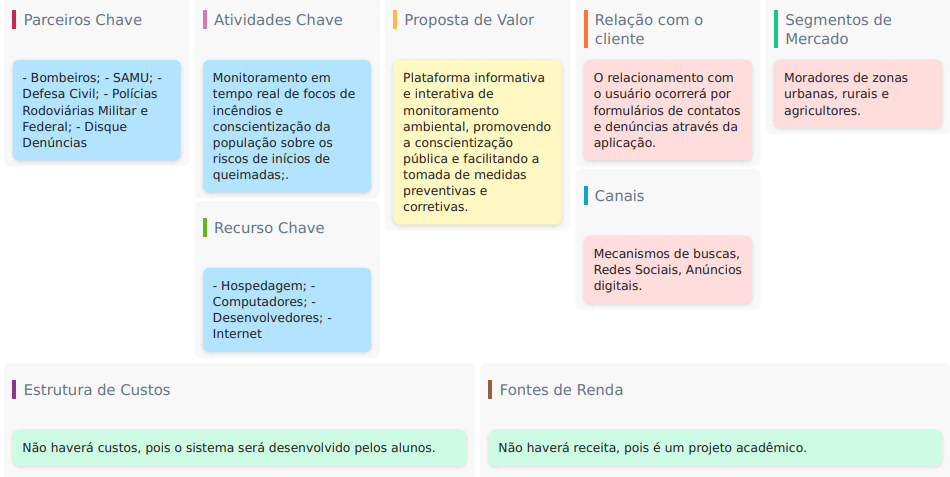 Parceiros Chave
- Bombeiros; - SAMU; -
Defesa Civil; - Polícias
Rodoviárias Militar e
Federal; - Disque
Denúncias
Atividades Chave
Monitoramento em
tempo real de focos de
incêndios e
conscientização da
população sobre os
riscos de inícios de
queimadas;.
Recurso Chave
- Hospedagem; -
Computadores; -
Desenvolvedores; -
Internet
Proposta de Valor
Plataforma informativa
e interativa de
monitoramento
ambiental, promovendo
a conscientização
pública e facilitando a
tomada de medidas
preventivas e
corretivas.
Relação com o
cliente
O relacionamento com
o usuário ocorrerá por
formulários de contatos
e denúncias através da
aplicação.
Canais
Mecanismos de buscas,
Redes Sociais, Anúncios
digitais.
Segmentos de
Mercado
Moradores de zonas
urbanas, rurais e
agricultores.
Estrutura de Custos
Não haverá custos, pois o sistema será desenvolvido pelos alunos.
Fontes de Renda
Não haverá receita, pois é um projeto acadêmico.